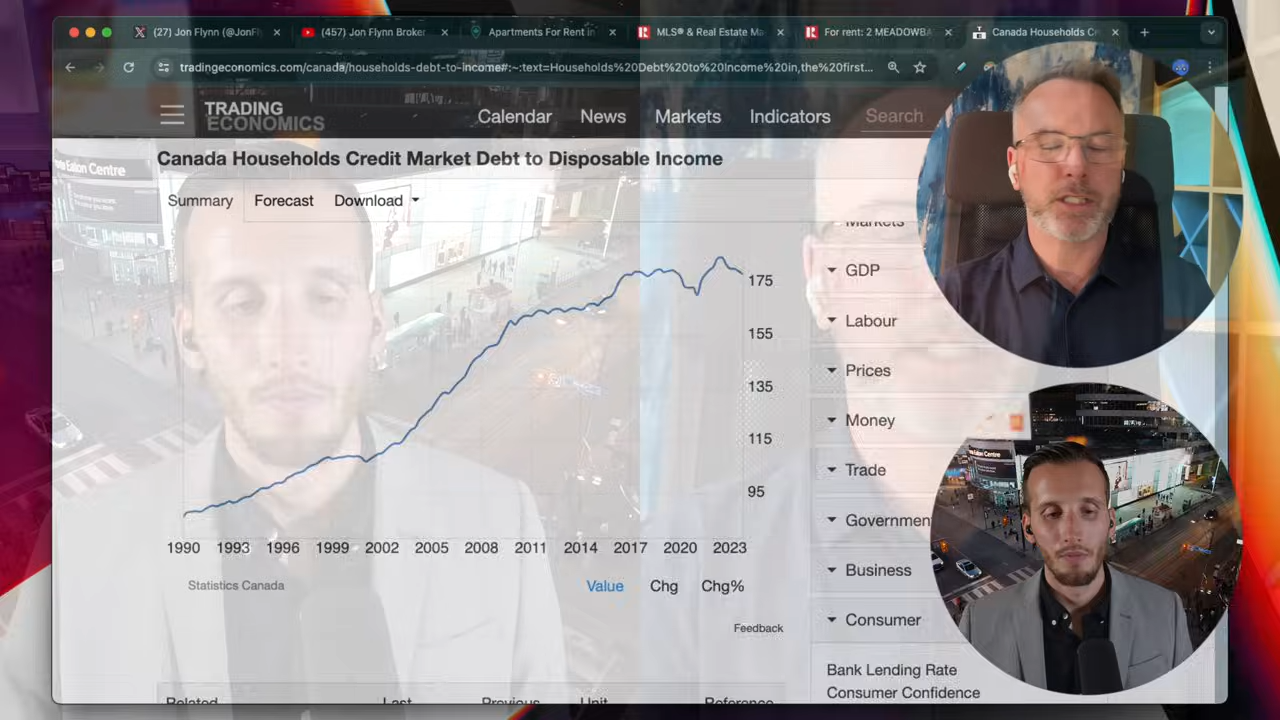 (27) Jon Flynn (@JonFl
(457) Jon Flynn Broker
Apartments For Rent in
MLS® & Real Estate Ma
For rent: 2 MEADOWBA
Canada Households Cr
tradingeconomics.com/canada/households-debt-to-income#:~:text=Households%20Debt%20to%20Income%20in,the%20first...
TRADING
ECONOMICS
Calendar
News
Markets
Indicators
Search
Canada Households Credit Market Debt to Disposable Income
Eaton Centre
Summary
Forecast
Download
Markets
GDP
Labour
Prices
Money
Trade
Government
Business
Consumer
Bank Lending Rate
Consumer Confidence
175
155
135
115
95
1990 1993 1996 1999 2002 2005 2008 2011 2014 2017 2020 2023
Statistics Canada
Value
Chg
Chg%
Feedback
Related
Last
Previous
Unit
Reference